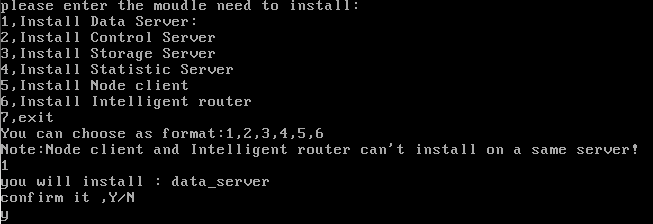 please enter the moudle need to install:
1,Install Data Server:
2,Install Control Server
3,Install Storage Server
4,Install Statistic Server
5,Install Node client
6,Install Intelligent router
7,exit
You can choose as format:1,2,3,4,5,6
Note:Node client and Intelligent router can't install on a same server!
1
you will install : data_server
confirm it ,Y/N
y